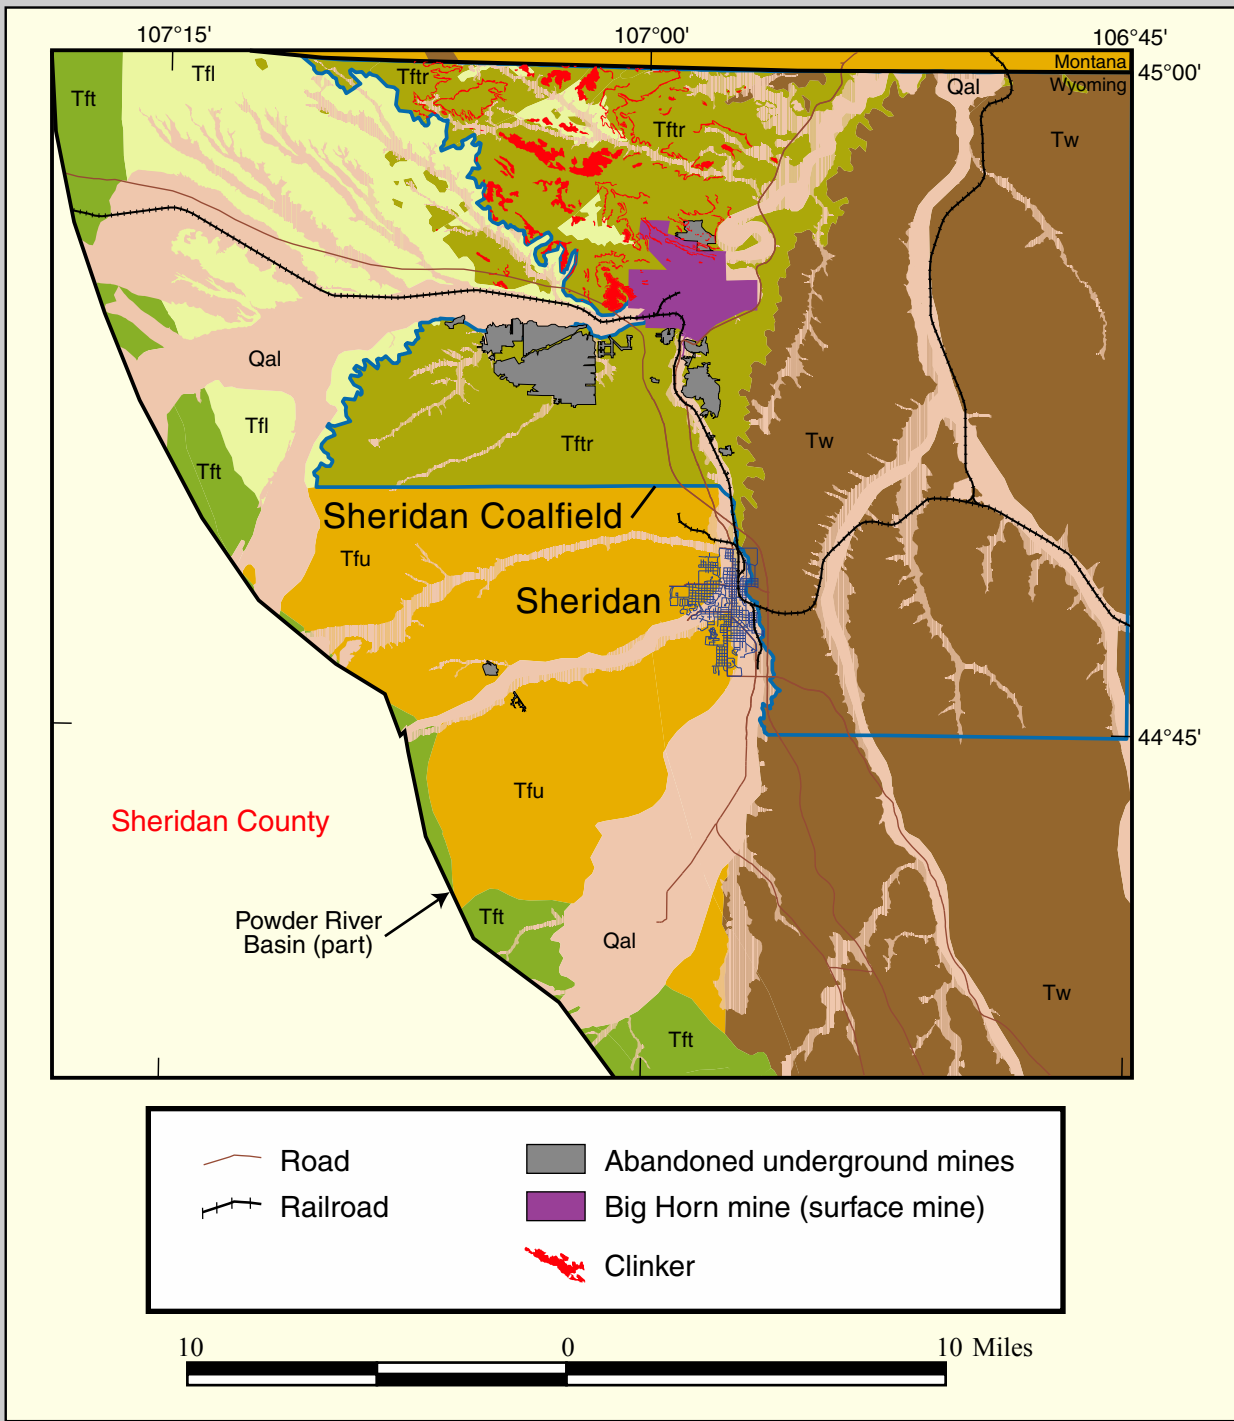 107°15' 107°00' 106°45'
Montana
45°00'
Wyoming
Tfl
Tftr
Qal
Tft
Tftr
Tw
Qal
Tfl
Tw
Tftr
Tft
Sheridan Coalfield
Tfu
Sheridan
44°45'
Tfu
Sheridan County
Powder River
Basin (part)
Tft
Qal
Tw
Tft
Road
Railroad
Abandoned underground mines
Big Horn mine (surface mine)
Clinker
10 0 10 Miles